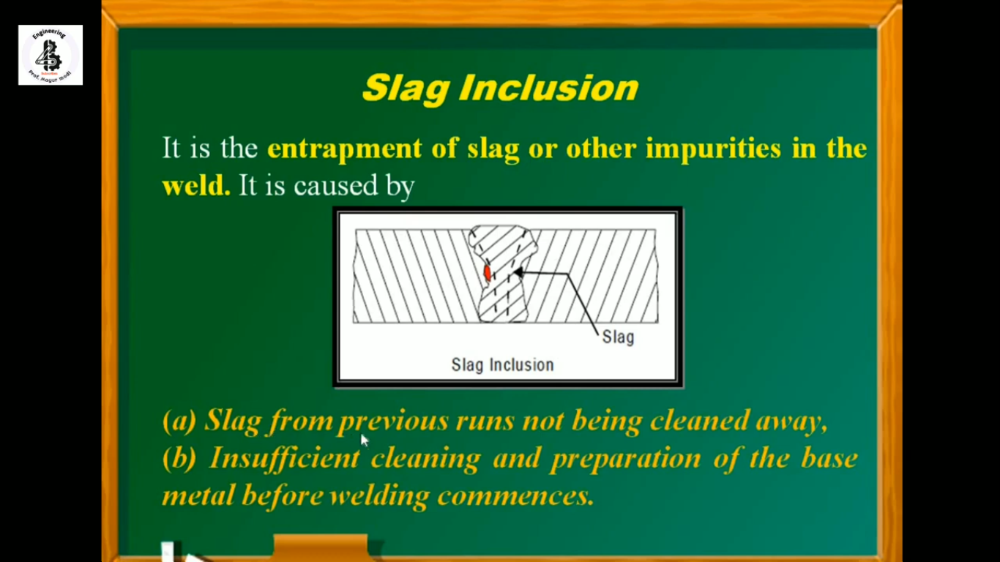 Engineering
Prof. Mayur modi
Slag Inclusion
It is the entrapment of slag or other impurities in the
weld. It is caused by
Slag
Slag Inclusion
(a) Slag from previous runs not being cleaned away,
(b) Insufficient cleaning and preparation of the base
metal before welding commences.